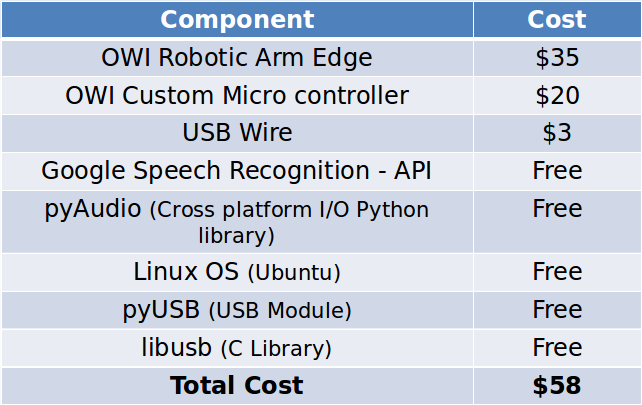 Component Cost
OWI Robotic Arm Edge $35
OWI Custom Micro controller $20
USB Wire $3
Google Speech Recognition - API Free
pyAudio (Cross platform I/O Python Free
library)
Linux OS (Ubuntu) Free
pyUSB (USB Module) Free
libusb (C Library) Free
Total Cost $58